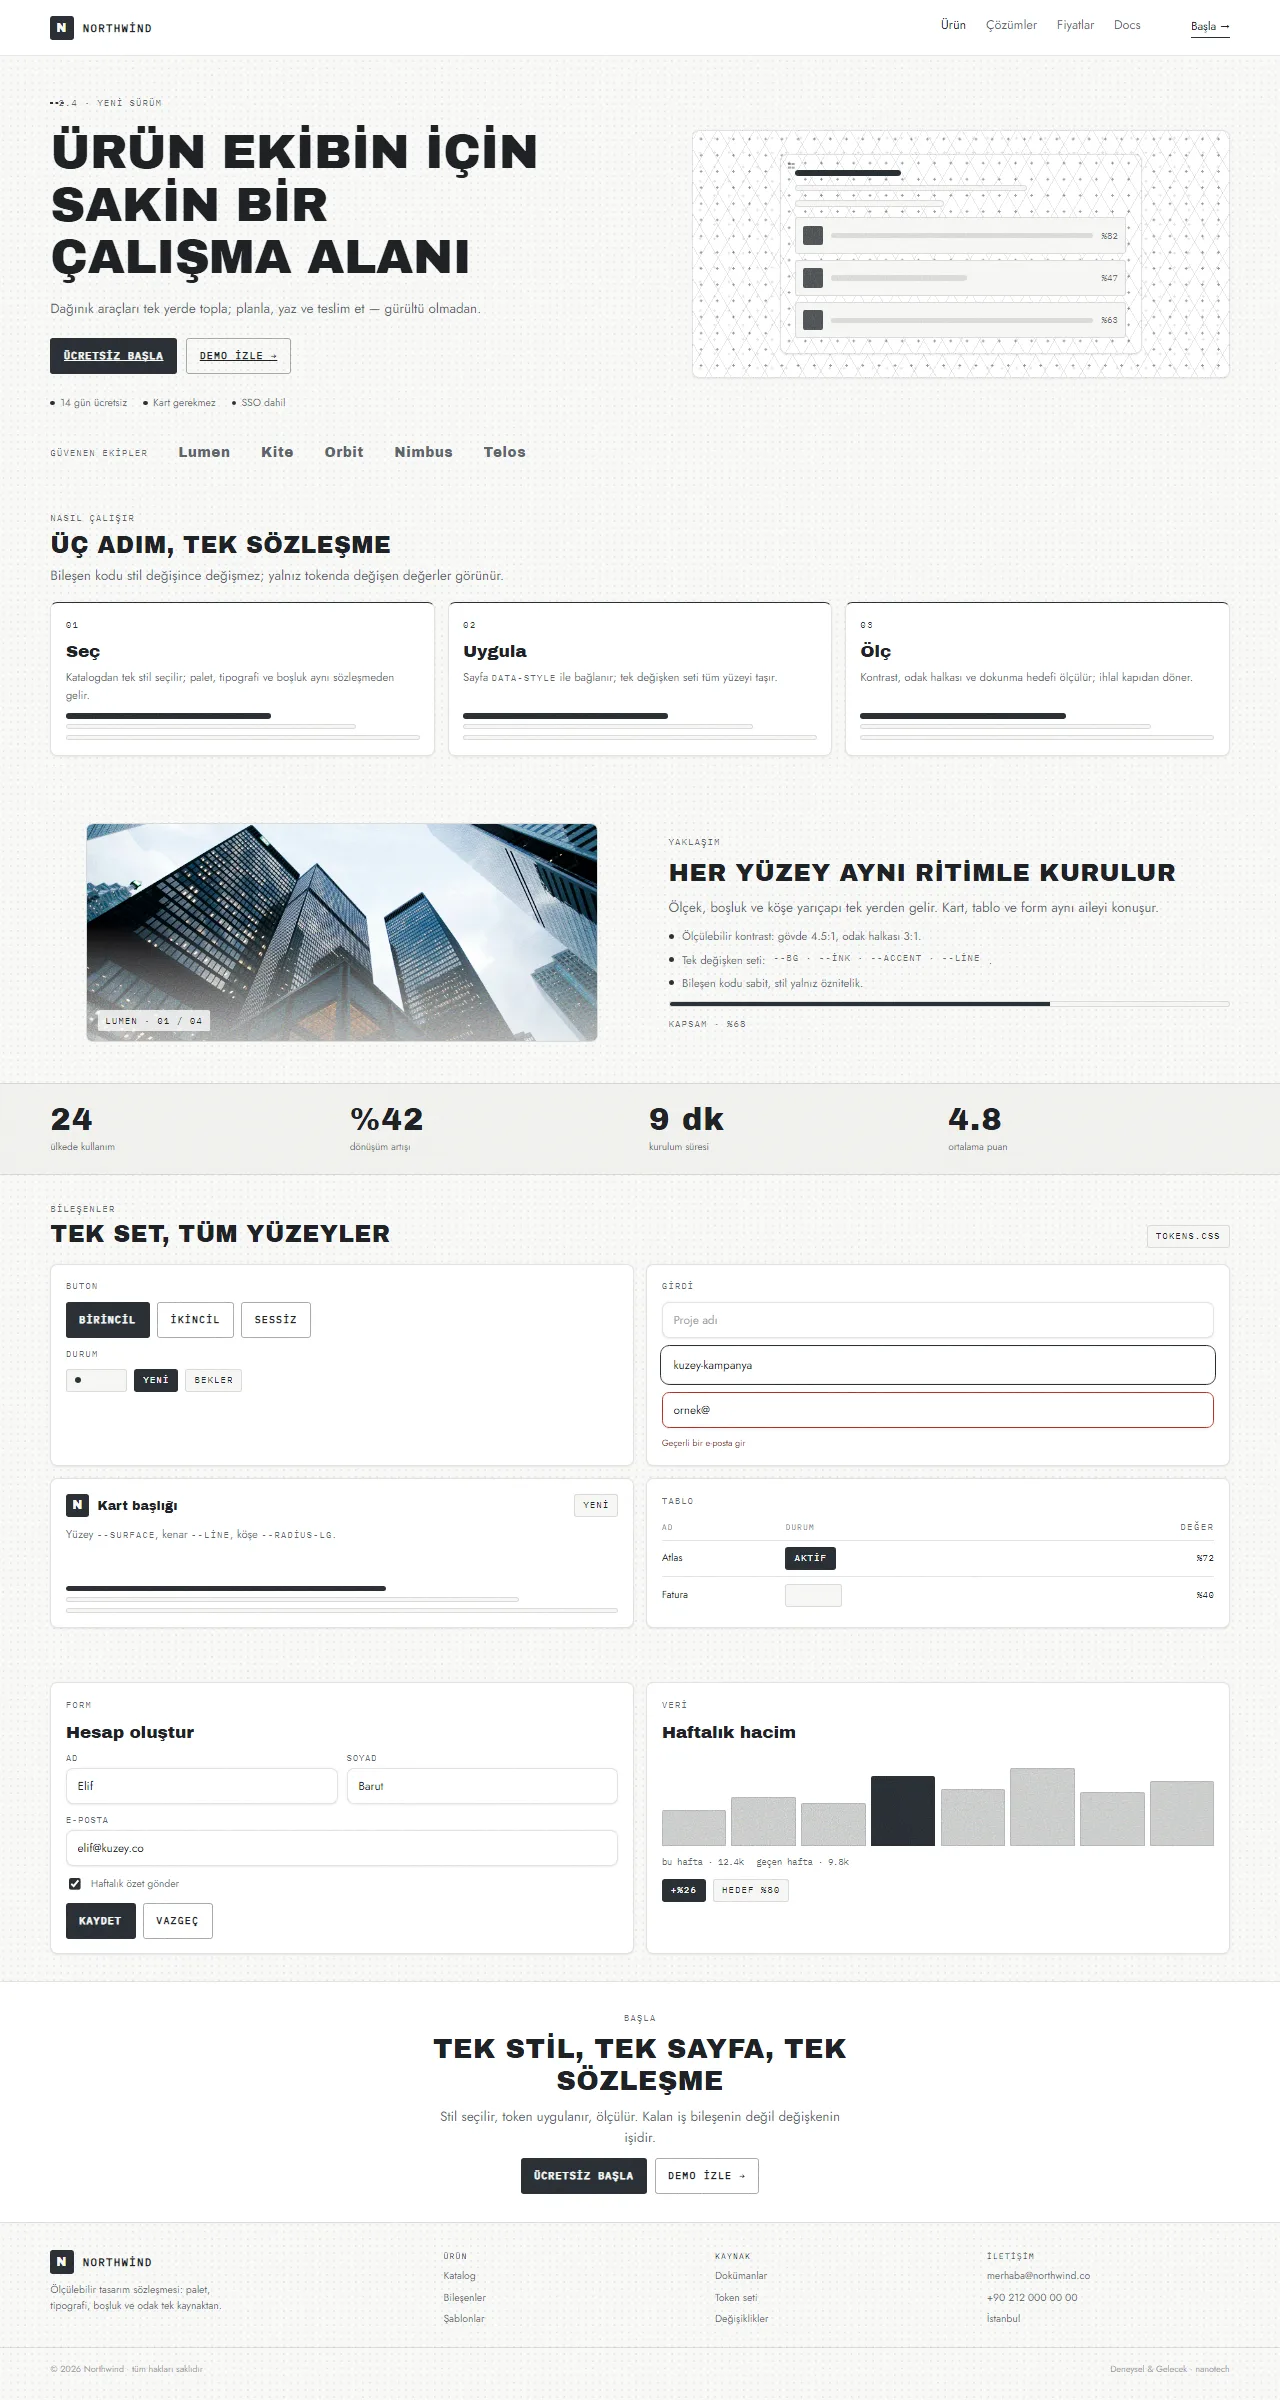 N NORTHWİND
Ürün Çözümler Fiyatlar Docs Başla →
2.4 · YENİ SÜRÜM
ÜRÜN EKİBİN İÇİN
SAKİN BİR
ÇALIŞMA ALANI
Dağınık araçları tek yerde topla; planla, yaz ve teslim et — gürültü olmadan.
ÜCRETSİZ BAŞLA DEMO İZLE →
14 gün ücretsiz Kart gerekmez SSO dahil
%82
%47
%63
GÜVENEN EKİPLER Lumen Kite Orbit Nimbus Telos
NASIL ÇALIŞIR
ÜÇ ADIM, TEK SÖZLEŞME
Bileşen kodu stil değişince değişmez; yalnız tokenda değişen değerler görünür.
01
Seç
Katalogdan tek stil seçilir; palet, tipografi ve boşluk aynı sözleşmeden
gelir.
02
Uygula
Sayfa DATA-STYLE ile bağlanır; tek değişken seti tüm yüzeyi taşır.
03
Ölç
Kontrast, odak halkası ve dokunma hedefi ölçülür; ihlal kapıdan döner.
LUMEN · 01 / 04
YAKLAŞIM
HER YÜZEY AYNI RİTİMLE KURULUR
Ölçek, boşluk ve köşe yarıçapı tek yerden gelir. Kart, tablo ve form aynı aileyi konuşur.
Ölçülebilir kontrast: gövde 4.5:1, odak halkası 3:1.
Tek değişken seti: --BG · --İNK · --ACCENT · --LİNE .
Bileşen kodu sabit, stil yalnız öznitelik.
KAPSAM · %68
24
ülkede kullanım
%42
dönüşüm artışı
9 dk
kurulum süresi
4.8
ortalama puan
BİLEŞENLER
TEK SET, TÜM YÜZEYLER
TOKENS.CSS
BUTON
BİRİNCİL İKİNCİL SESSİZ
DURUM
YENİ BEKLER
GİRDİ
Proje adı
kuzey-kampanya
ornek@
Geçerli bir e-posta gir
N Kart başlığı YENİ
Yüzey --SURFACE, kenar --LİNE, köşe --RADİUS-LG.
TABLO
AD DURUM DEĞER
Atlas AKTİF %72
Fatura %40
FORM
Hesap oluştur
AD SOYAD
Elif Barut
E-POSTA
elif@kuzey.co
Haftalık özet gönder
KAYDET VAZGEÇ
VERİ
Haftalık hacim
bu hafta · 12.4k geçen hafta · 9.8k
+%26 HEDEF %80
BAŞLA
TEK STİL, TEK SAYFA, TEK
SÖZLEŞME
Stil seçilir, token uygulanır, ölçülür. Kalan iş bileşenin değil değişkenin
işidir.
ÜCRETSİZ BAŞLA DEMO İZLE →
N NORTHWİND
Ölçülebilir tasarım sözleşmesi: palet,
tipografi, boşluk ve odak tek kaynaktan.
ÜRÜN
Katalog
Bileşenler
Şablonlar
KAYNAK
Dokümanlar
Token seti
Değişiklikler
İLETİŞİM
merhaba@northwind.co
+90 212 000 00 00
İstanbul
© 2026 Northwind · tüm hakları saklıdır
Deneysel & Gelecek · nanotech